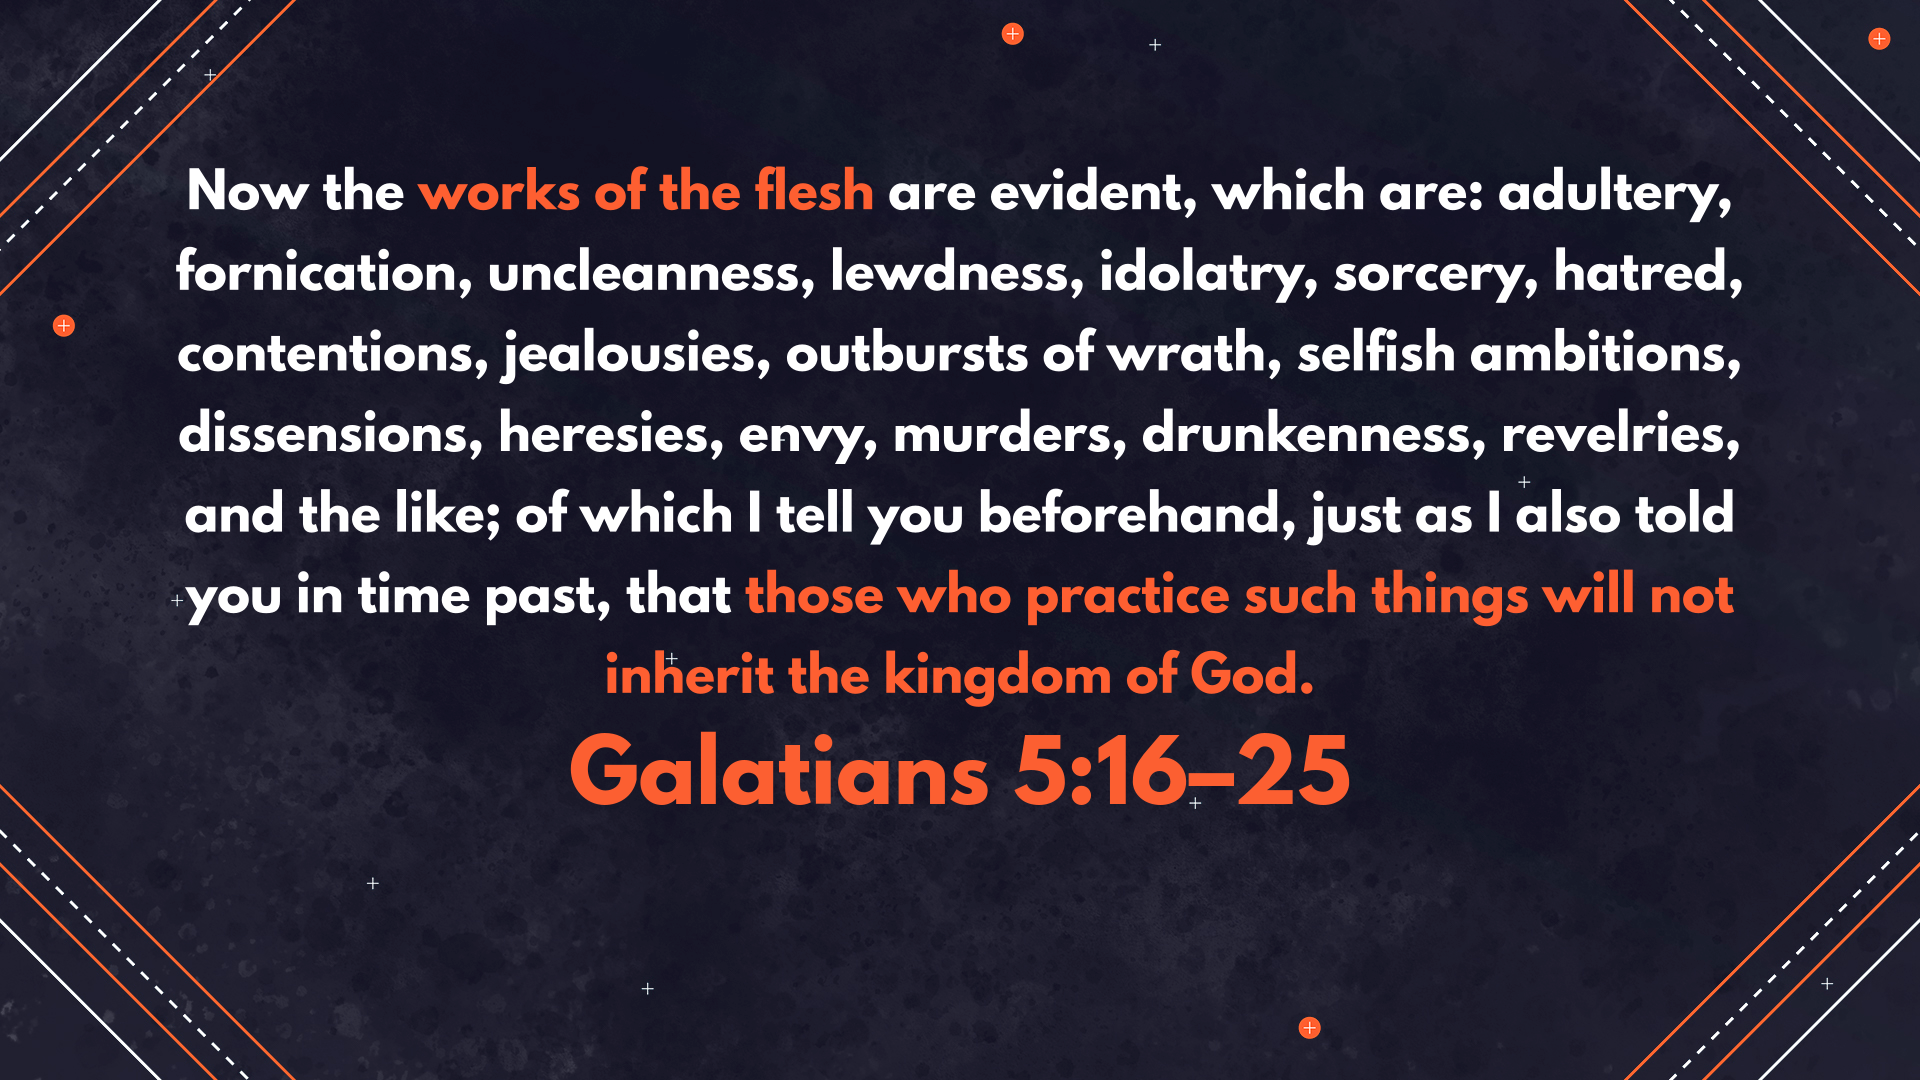 Now the works of the flesh are evident, which are: adultery,
fornication, uncleanness, lewdness, idolatry, sorcery, hatred,
contentions, jealousies, outbursts of wrath, selfish ambitions,
dissensions, heresies, envy, murders, drunkenness, revelries,
and the like; of which I tell you beforehand, just as I also told
you in time past, that those who practice such things will not
inherit the kingdom of God.
Galatians 5:16–25